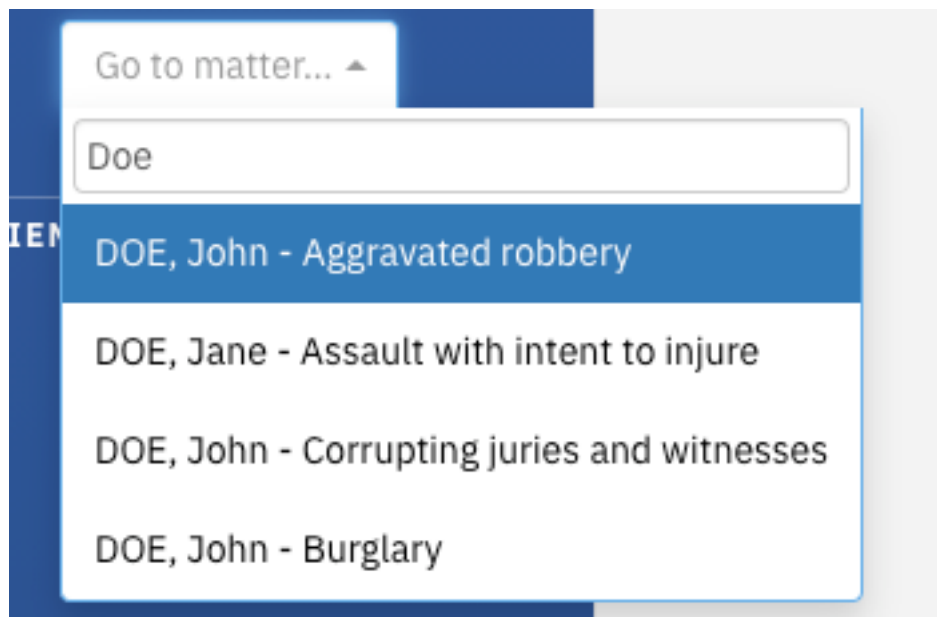 Go to matter...
Doe
DOE, John - Aggravated robbery
DOE, Jane - Assault with intent to injure
DOE, John - Corrupting juries and witnesses
DOE, John - Burglary